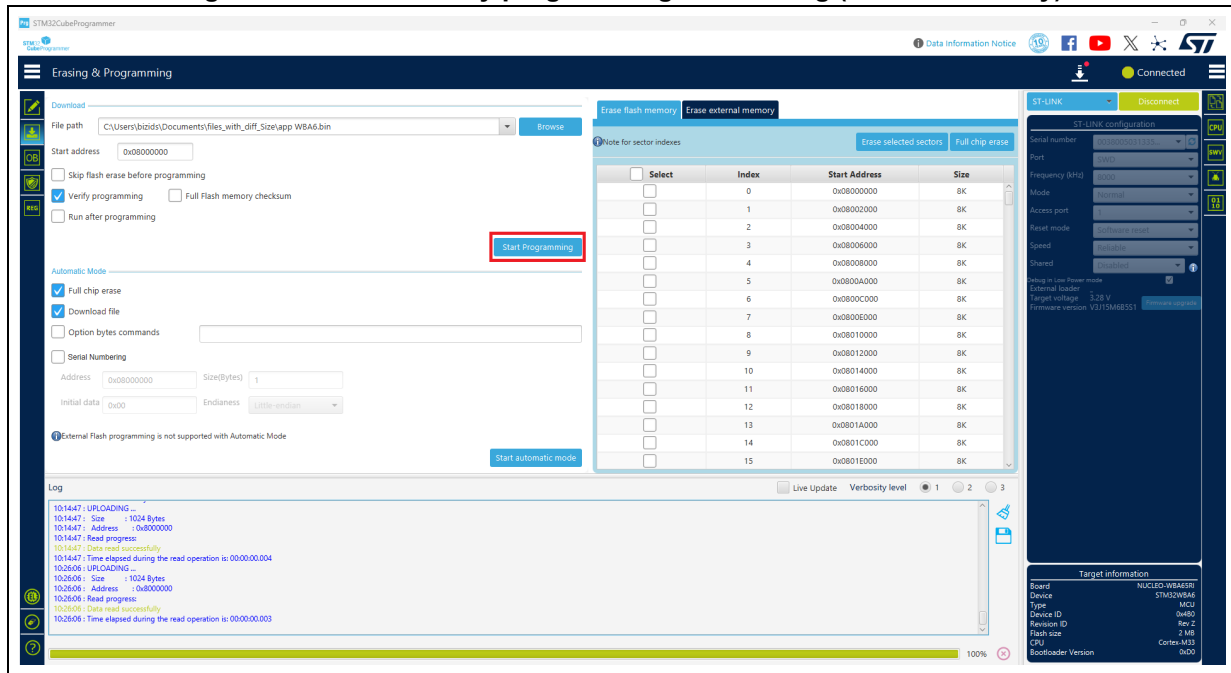 STM32CubeProgrammer
Data Information Notice
Erasing & Programming
Connected
Download
File path C:\Users\bizids\Documents\files_with_diff_Size\app WBA6.bin Browse
Start address 0x08000000
Skip flash erase before programming
Verify programming Full Flash memory checksum
Run after programming
Start Programming
Automatic Mode
Full chip erase
Download file
Option bytes commands
Serial Numbering
Address 0x08000000 Size(Bytes) 1
Initial data 0x00 Endianess Little-endian
External Flash programming is not supported with Automatic Mode
Start automatic mode
Erase flash memory Erase external memory
Note for sector indexes Erase selected sectors Full chip erase
Select Index Start Address Size
0 0x08000000 8K
1 0x08002000 8K
2 0x08004000 8K
3 0x08006000 8K
4 0x08008000 8K
5 0x0800A000 8K
6 0x0800C000 8K
7 0x0800E000 8K
8 0x08010000 8K
9 0x08012000 8K
10 0x08014000 8K
11 0x08016000 8K
12 0x08018000 8K
13 0x0801A000 8K
14 0x0801C000 8K
15 0x0801E000 8K
ST-LINK Disconnect
ST-LINK configuration
Serial number
Port SWD
Frequency (kHz) 8000
Mode Normal
Access port 1
Reset mode Software reset
Speed Reliable
Shared Disabled
Debug in Low Power mode
External loader -
Target voltage 3.28 V
Firmware version V3J15M6B5S1 Firmware upgrade
Log Live Update Verbosity level 1 2 3
10:14:47 : UPLOADING ...
10:14:47 : Size : 1024 Bytes
10:14:47 : Address : 0x8000000
10:14:47 : Read progress:
10:14:47 : Data read successfully
10:14:47 : Time elapsed during the read operation is: 00:00:00.004
10:26:06 : UPLOADING ...
10:26:06 : Size : 1024 Bytes
10:26:06 : Address : 0x8000000
10:26:06 : Read progress:
10:26:06 : Data read successfully
10:26:06 : Time elapsed during the read operation is: 00:00:00.003
100%
Target information
Board NUCLEO-WBA65RI
Device STM32WBA6
Type MCU
Device ID 0x4B0
Revision ID Rev Z
Flash size 2 MB
CPU Cortex-M33
Bootloader Version 0xD0
OB
REG
CPU
SWV